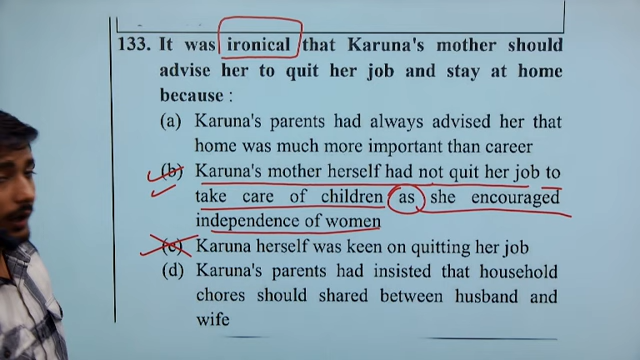 133. It was ironical that Karuna's mother should
advise her to quit her job and stay at home
because :
(a) Karuna's parents had always advised her that
home was much more important than career
(b) Karuna's mother herself had not quit her job to
take care of children as she encouraged
independence of women
(c) Karuna herself was keen on quitting her job
(d) Karuna's parents had insisted that household
chores should shared between husband and
wife